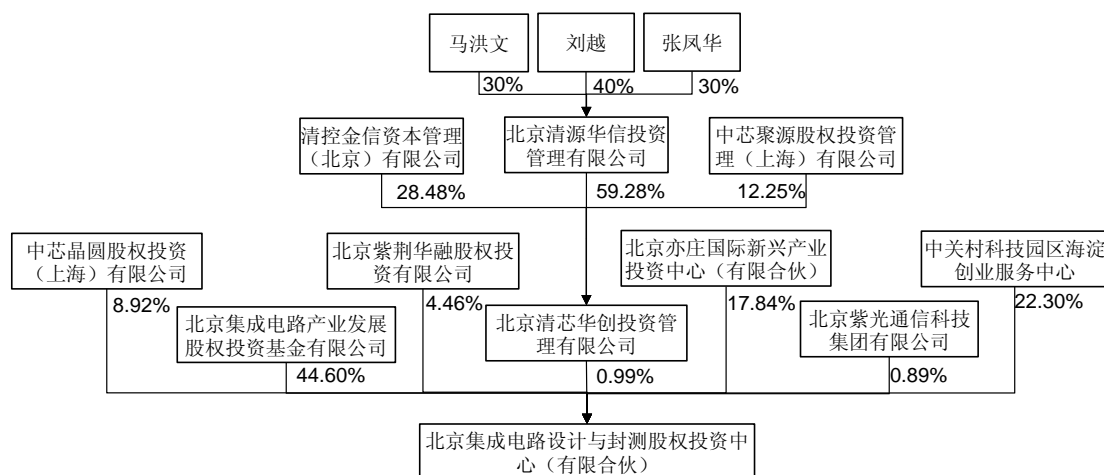 马洪文
刘越
张凤华
30%
40%
30%
清控金信资本管理
（北京）有限公司
北京清源华信投资
管理有限公司
中芯聚源股权投资管
理（上海）有限公司
28.48%
59.28%
12.25%
中芯晶圆股权投资
（上海）有限公司
北京紫荆华融股权投
资有限公司
北京亦庄国际新兴产业
投资中心（有限合伙）
中关村科技园区海淀
创业服务中心
8.92%
4.46%
17.84%
22.30%
北京集成电路产业发展
股权投资基金有限公司
北京清芯华创投资管
理有限公司
北京紫光通信科技
集团有限公司
44.60%
0.99%
0.89%
北京集成电路设计与封测股权投资中
心（有限合伙）